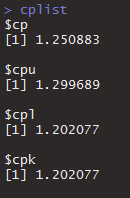 > cplist
$cp
[1] 1.250883
$cpu
[1] 1.299689
$cpl
[1] 1.202077
$cpk
[1] 1.202077